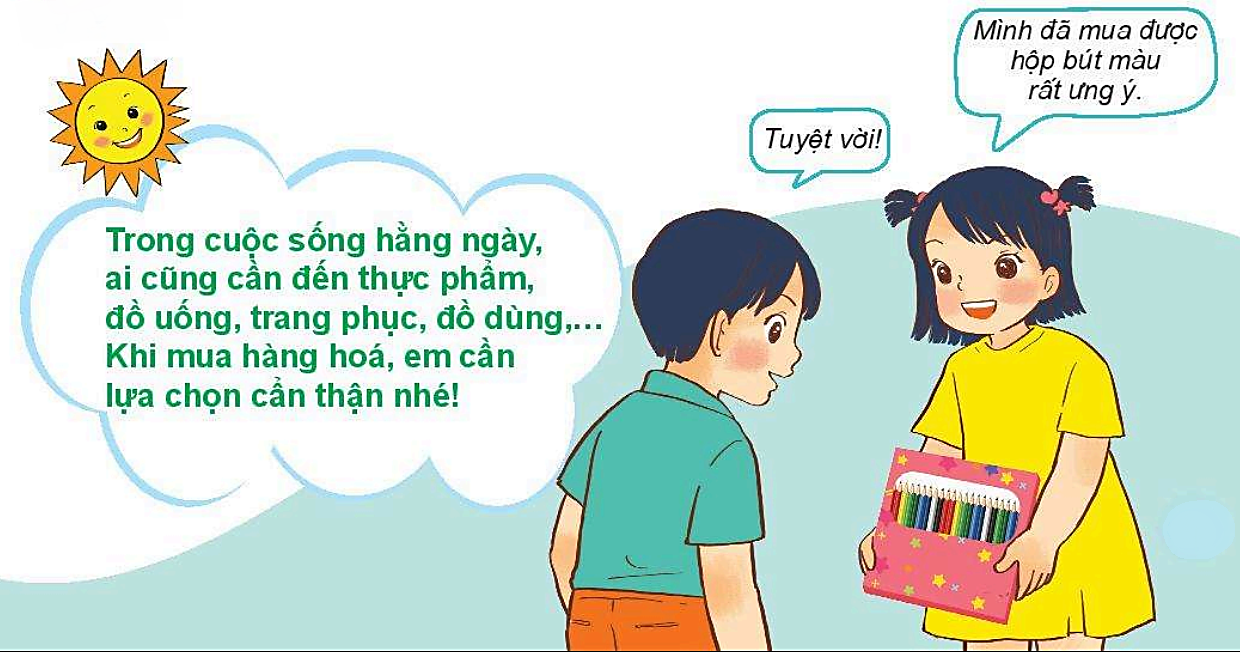 Mình đã mua được
hộp bút màu
rất ưng ý.
Tuyệt vời!
Trong cuộc sống hằng ngày,
ai cũng cần đến thực phẩm,
đồ uống, trang phục, đồ dùng,...
Khi mua hàng hoá, em cần
lựa chọn cẩn thận nhé!